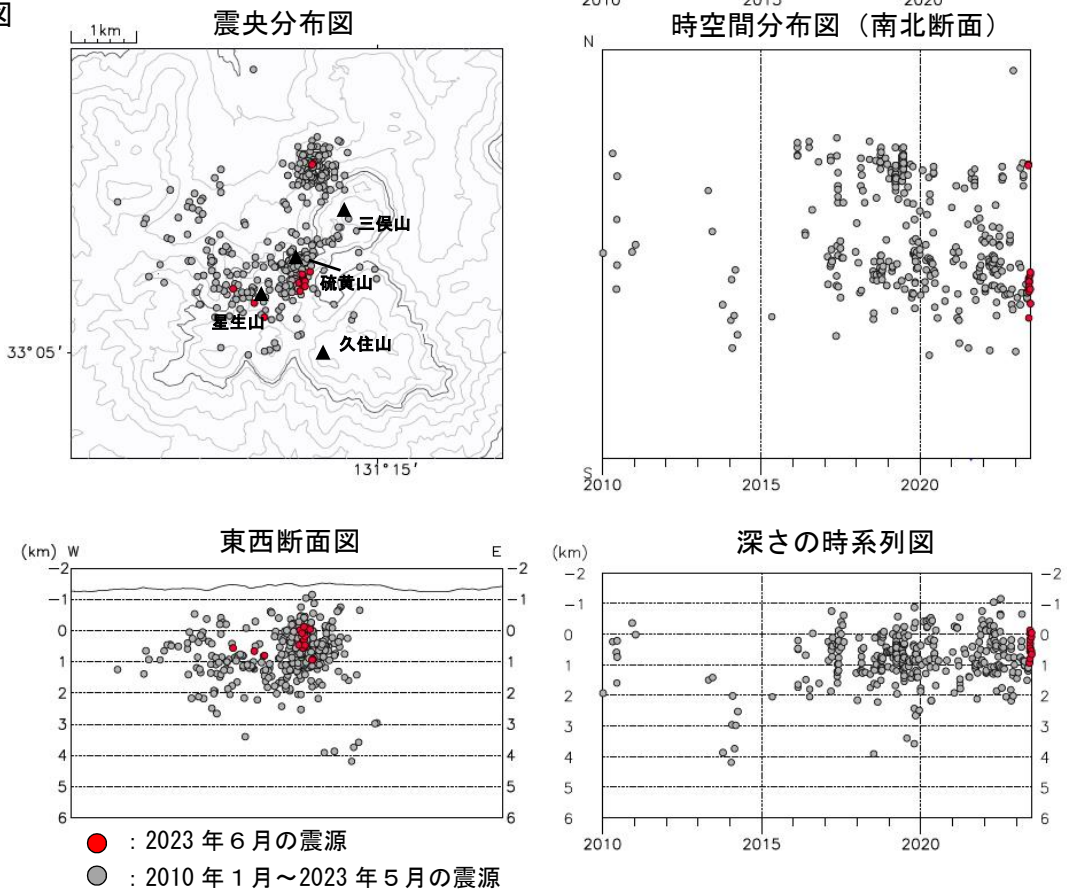 図
2010 2015 2020
震央分布図
1km
三俣山
硫黄山
星生山
久住山
33°05′
131°15′
時空間分布図（南北断面）
N
S
2010 2015 2020
東西断面図
(km) W E
-2 -2
-1 -1
0 0
1 1
2 2
3 3
4 4
5 5
6 6
深さの時系列図
(km)
-2 -2
-1 -1
0 0
1 1
2 2
3 3
4 4
5 5
6 6
2010 2015 2020
：2023 年６月の震源
：2010 年１月～2023 年５月の震源